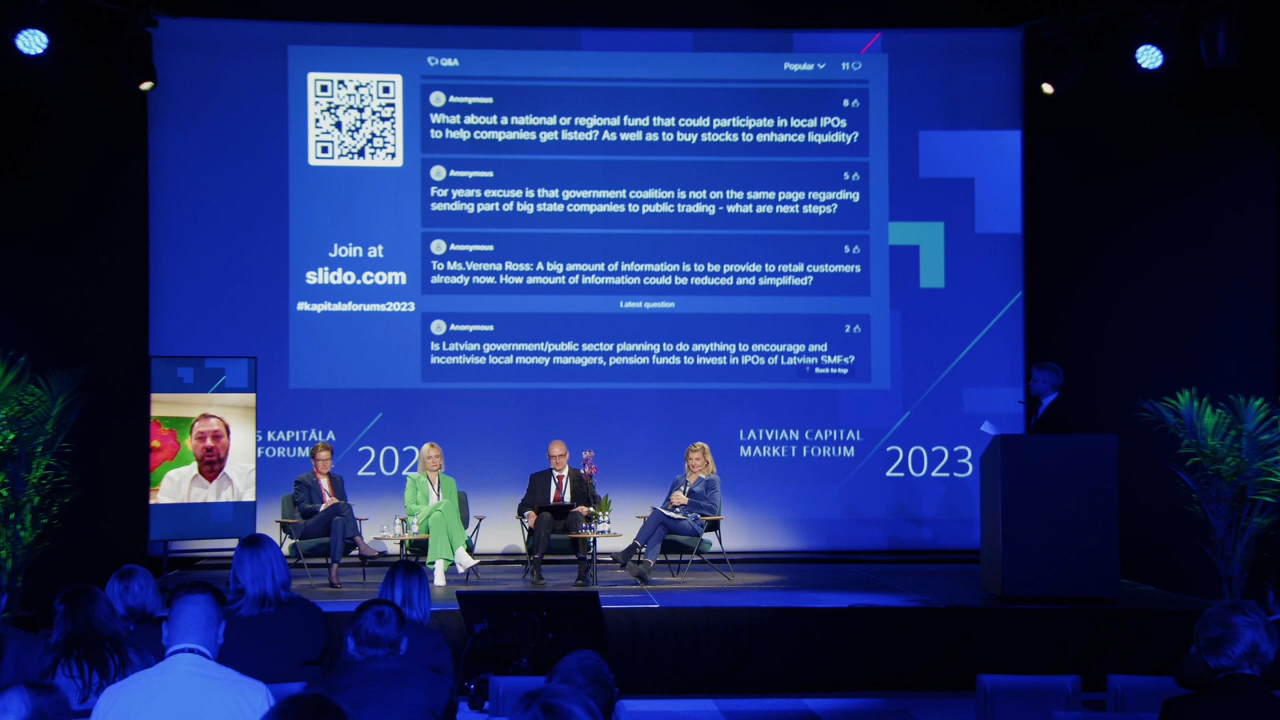 Q&A
Popular
11
Anonymous
6
What about a national or regional fund that could participate in local IPOs
to help companies get listed? As well as to buy stocks to enhance liquidity?
Anonymous
5
For years excuse is that government coalition is not on the same page regarding
sending part of big state companies to public trading - what are next steps?
Anonymous
5
To Ms.Verena Ross: A big amount of information is to be provide to retail customers
already now. How amount of information could be reduced and simplified?
Latest question
Anonymous
2
Is Latvian government/public sector planning to do anything to encourage and
incentivise local money managers, pension funds to invest in IPOs of Latvian SMEs?
Back to top
Join at
slido.com
#kapitalaforums2023
S KAPITĀLA
FORUM
202
LATVIAN CAPITAL
MARKET FORUM
2023